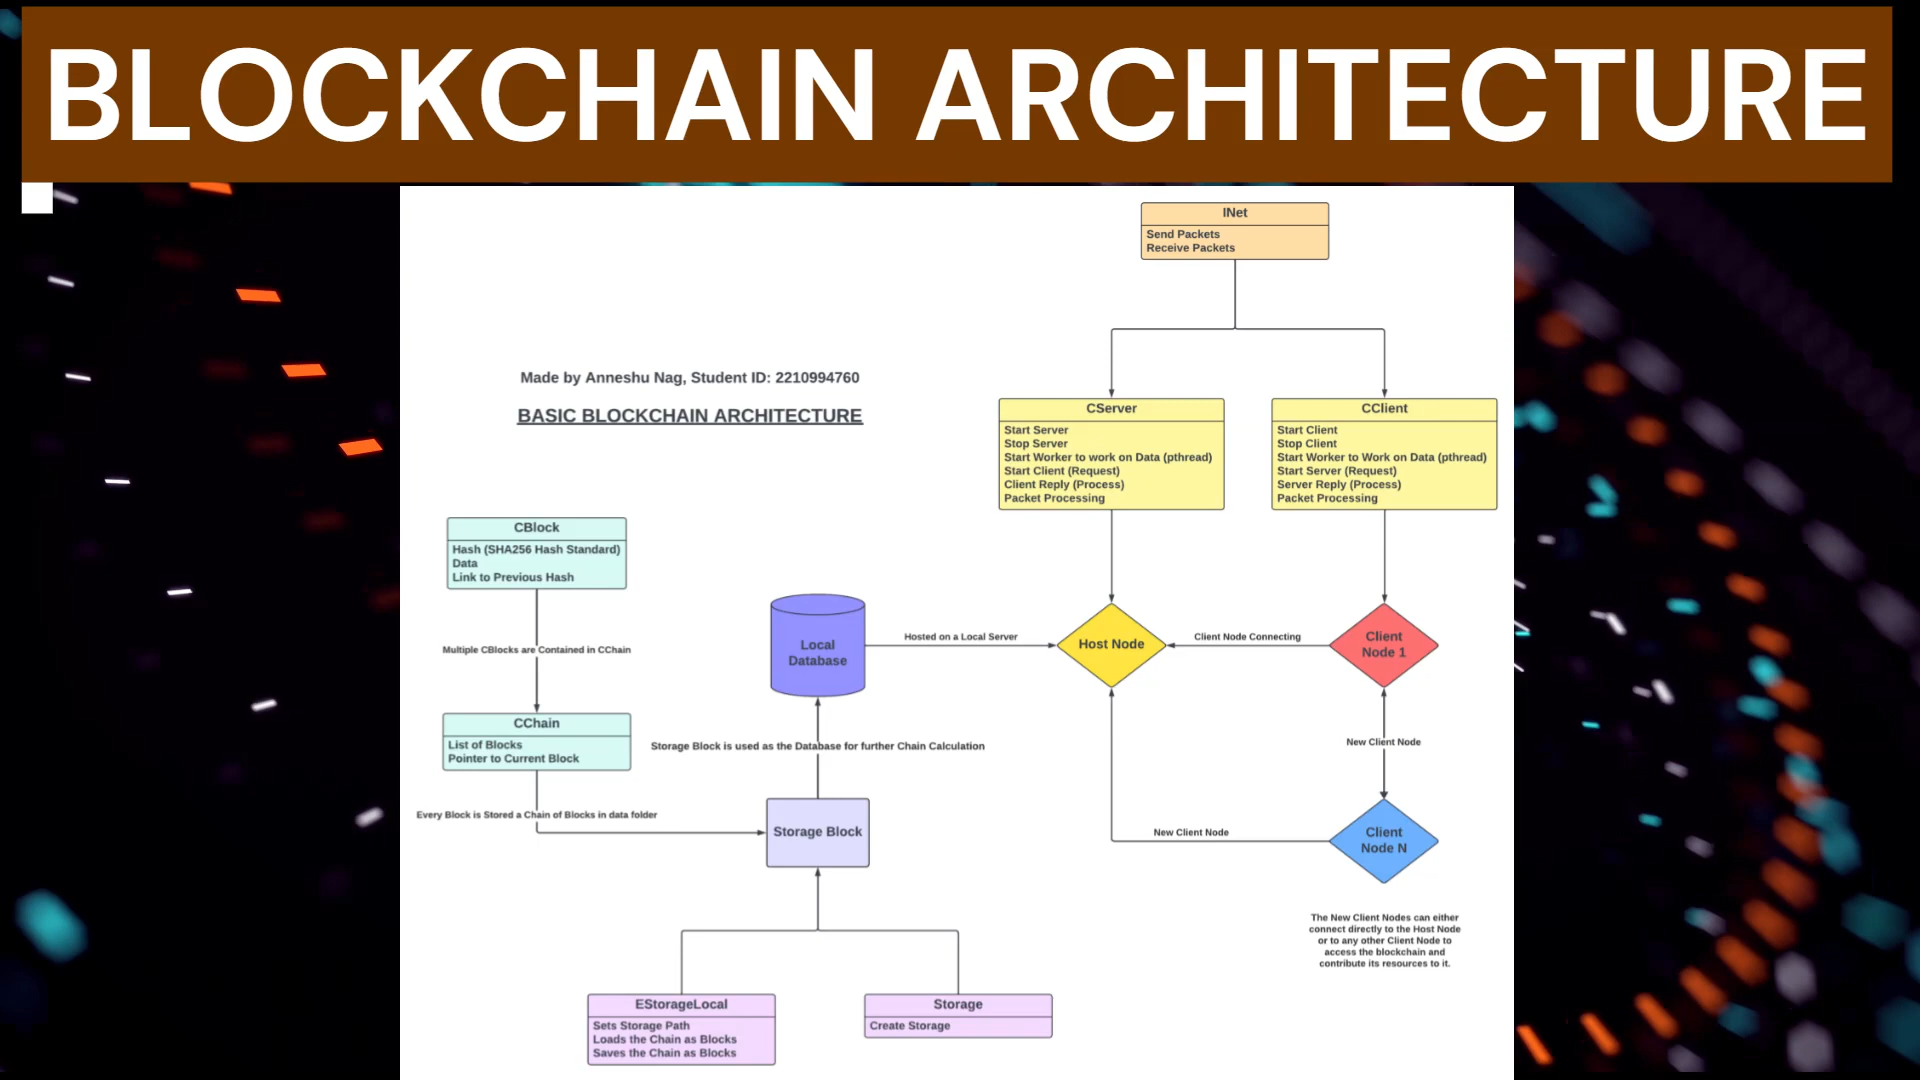 BLOCKCHAIN ARCHITECTURE
INet
Send Packets
Receive Packets
Made by Anneshu Nag, Student ID: 2210994760
BASIC BLOCKCHAIN ARCHITECTURE
CServer
Start Server
Stop Server
Start Worker to work on Data (pthread)
Start Client (Request)
Client Reply (Process)
Packet Processing
CClient
Start Client
Stop Client
Start Worker to Work on Data (pthread)
Start Server (Request)
Server Reply (Process)
Packet Processing
CBlock
Hash (SHA256 Hash Standard)
Data
Link to Previous Hash
Multiple CBlocks are Contained in CChain
CChain
List of Blocks
Pointer to Current Block
Every Block is Stored a Chain of Blocks in data folder
Local
Database
Hosted on a Local Server
Host Node
Client Node Connecting
Client
Node 1
Storage Block is used as the Database for further Chain Calculation
New Client Node
Storage Block
New Client Node
Client
Node N
The New Client Nodes can either
connect directly to the Host Node
or to any other Client Node to
access the blockchain and
contribute its resources to it.
EStorageLocal
Sets Storage Path
Loads the Chain as Blocks
Saves the Chain as Blocks
Storage
Create Storage